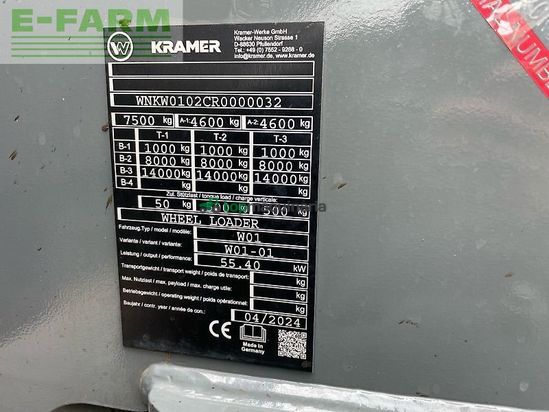 E-FARM
KRAMER
Kramer-Werke GmbH
Wacker Neuson Strasse 1
D-88630 Pfullendorf
Tel.: +49 (0) 7552 - 9288 - 0
info@kramer.de, www.kramer.de
WNKW0102CR0000032
7500 kg A-1: 4600 kg A-2: 4600 kg
T-1 T-2 T-3
B-1 1000 kg 1000 kg 1000 kg
B-2 8000 kg 8000 kg 8000 kg
B-3 14000 kg 14000 kg 14000 kg
B-4 kg kg kg
Zul. Stützlast / tongue load / charge verticale:
50 kg kg 500 kg
WHEEL LOADER
Fahrzeug.Typ / model / modèle: W01
Variante / variant / variante: W01-01
Leistung / output / performance: 55.40 kW
Transportgewicht / transport weight / poids de transport: kg
Max. Nutzlast / max. payload / charge max. utile: kg
Betriebsgewicht / operating weight / poids opérationnel: kg
Baujahr / contr. year / année de con.: 04/2024
CE
Made in
Germany